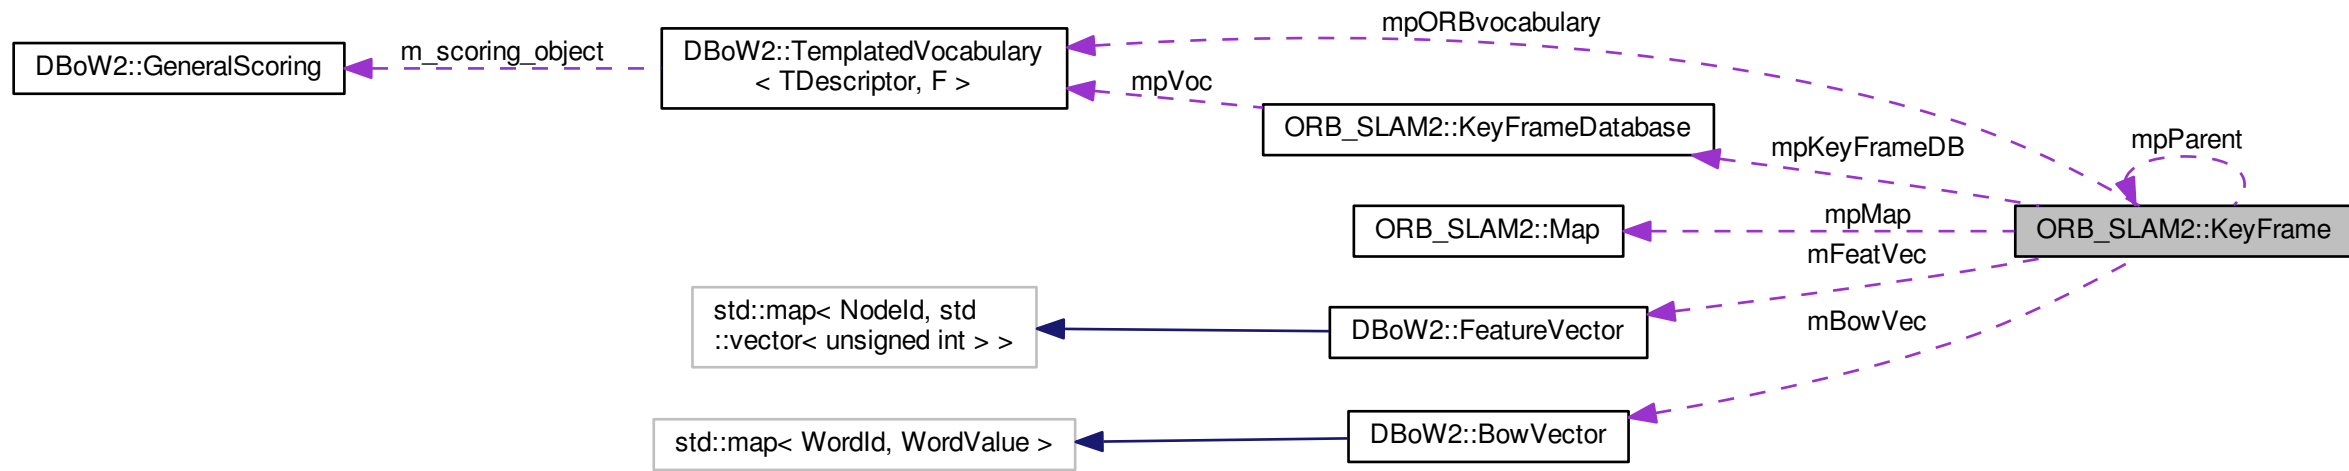 mpORBvocabulary
DBoW2::GeneralScoring
m_scoring_object
DBoW2::TemplatedVocabulary
< TDescriptor, F >
mpVoc
ORB_SLAM2::KeyFrameDatabase
mpKeyFrameDB
mpParent
ORB_SLAM2::Map
mpMap
ORB_SLAM2::KeyFrame
mFeatVec
std::map< NodeId, std
::vector< unsigned int > >
DBoW2::FeatureVector
mBowVec
std::map< WordId, WordValue >
DBoW2::BowVector